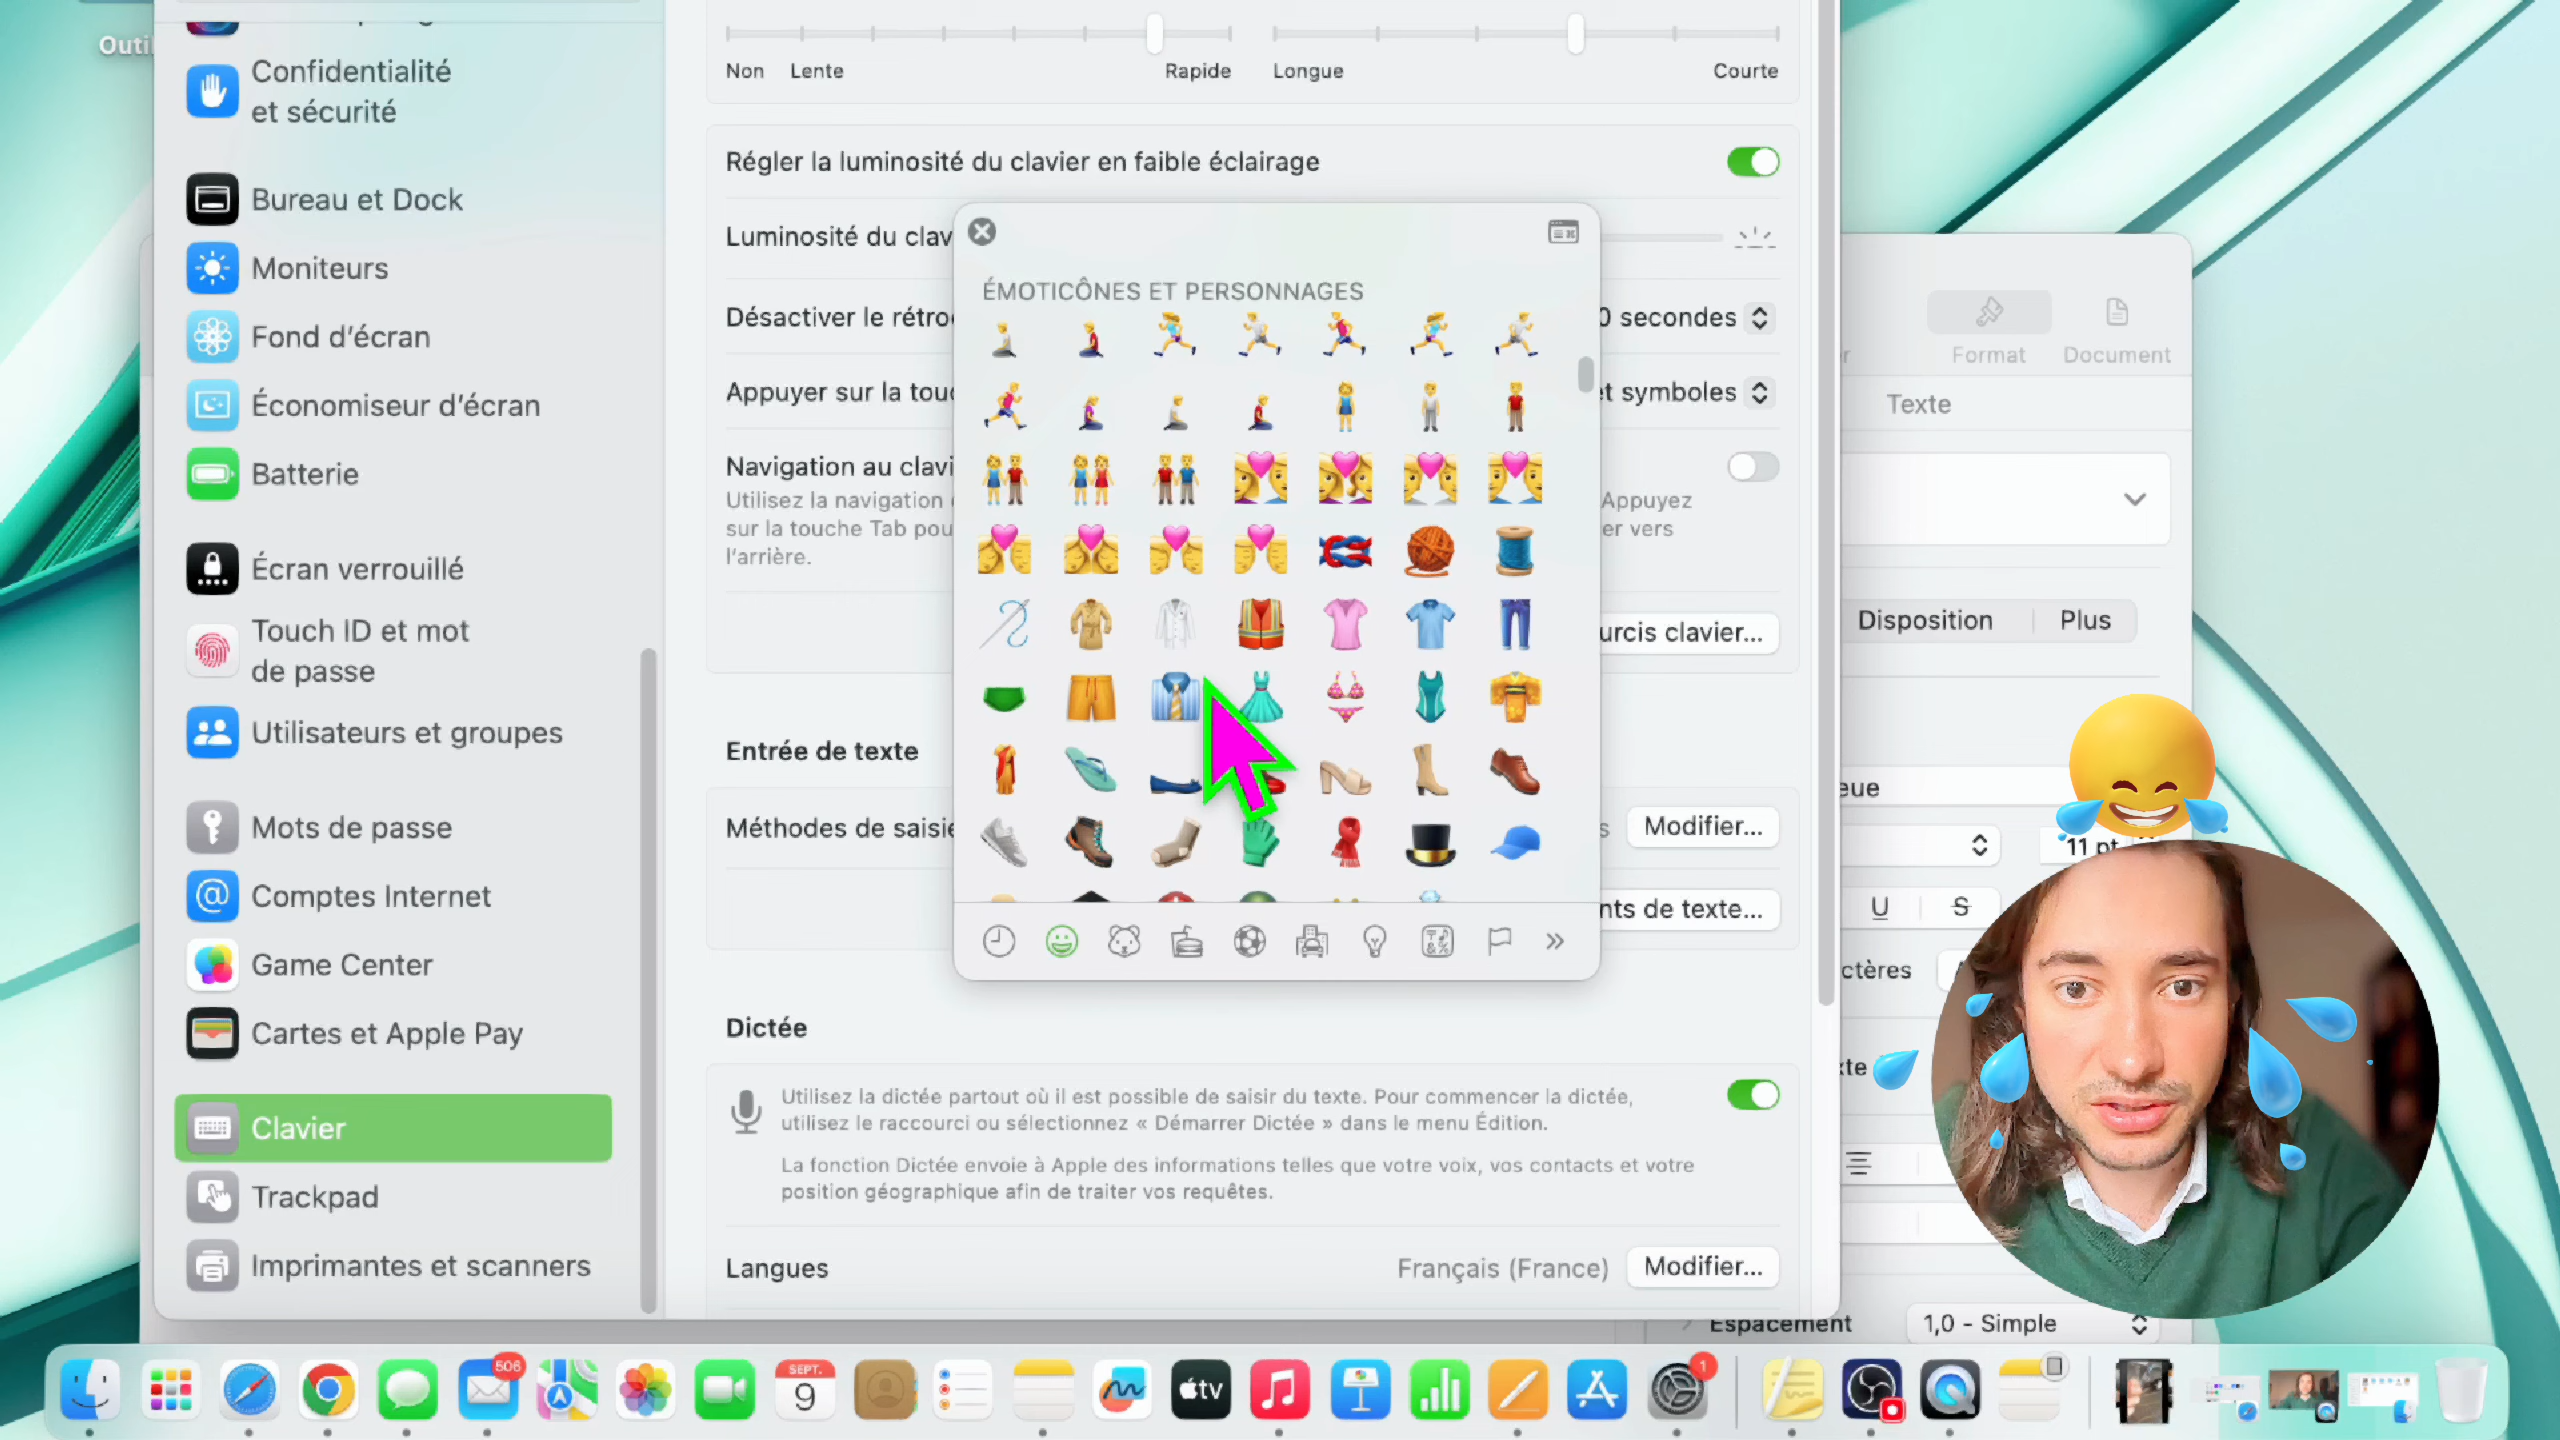 Outil
Confidentialité
et sécurité
Bureau et Dock
Moniteurs
Fond d’écran
Économiseur d’écran
Batterie
Écran verrouillé
Touch ID et mot
de passe
Utilisateurs et groupes
Mots de passe
Comptes Internet
Game Center
Cartes et Apple Pay
Clavier
Trackpad
Imprimantes et scanners
Non Lente Rapide Longue Courte
Régler la luminosité du clavier en faible éclairage
Luminosité du clav
Désactiver le rétro 0 secondes
Appuyer sur la touc et symboles
Navigation au clavi
Utilisez la navigation Appuyez
sur la touche Tab pou er vers
l’arrière.
urcis clavier...
ÉMOTICÔNES ET PERSONNAGES
Entrée de texte
Méthodes de saisie Modifier...
nts de texte...
Dictée
Utilisez la dictée partout où il est possible de saisir du texte. Pour commencer la dictée,
utilisez le raccourci ou sélectionnez « Démarrer Dictée » dans le menu Édition.
La fonction Dictée envoie à Apple des informations telles que votre voix, vos contacts et votre
position géographique afin de traiter vos requêtes.
Langues Français (France) Modifier...
Format Document
Texte
Disposition Plus
eue
11 pt
U S
ctères
xte
Espacement 1,0 - Simple
506
SEPT.
9
tv
1